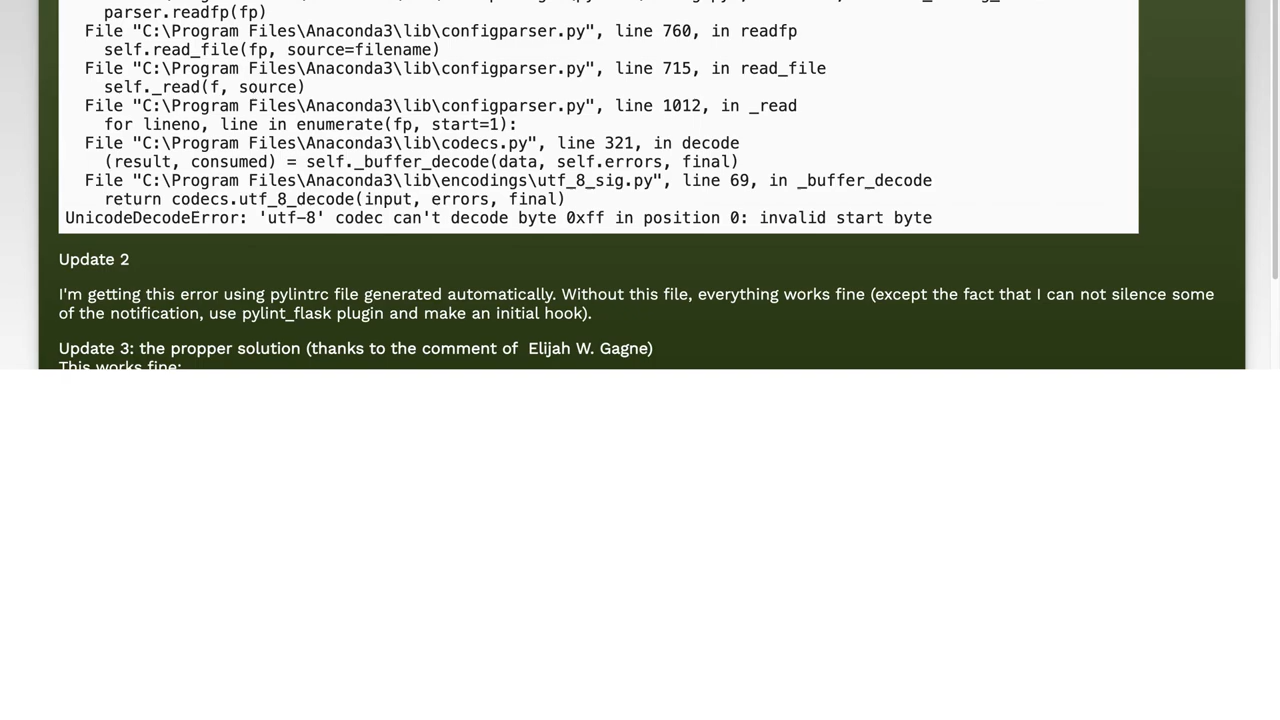 parser.readfp(fp)
File "C:\Program Files\Anaconda3\lib\configparser.py", line 760, in readfp
self.read_file(fp, source=filename)
File "C:\Program Files\Anaconda3\lib\configparser.py", line 715, in read_file
self._read(f, source)
File "C:\Program Files\Anaconda3\lib\configparser.py", line 1012, in _read
for lineno, line in enumerate(fp, start=1):
File "C:\Program Files\Anaconda3\lib\codecs.py", line 321, in decode
(result, consumed) = self._buffer_decode(data, self.errors, final)
File "C:\Program Files\Anaconda3\lib\encodings\utf_8_sig.py", line 69, in _buffer_decode
return codecs.utf_8_decode(input, errors, final)
UnicodeDecodeError: 'utf-8' codec can't decode byte 0xff in position 0: invalid start byte
Update 2
I'm getting this error using pylintrc file generated automatically. Without this file, everything works fine (except the fact that I can not silence some
of the notification, use pylint_flask plugin and make an initial hook).
Update 3: the propper solution (thanks to the comment of Elijah W. Gagne)
This works fine: